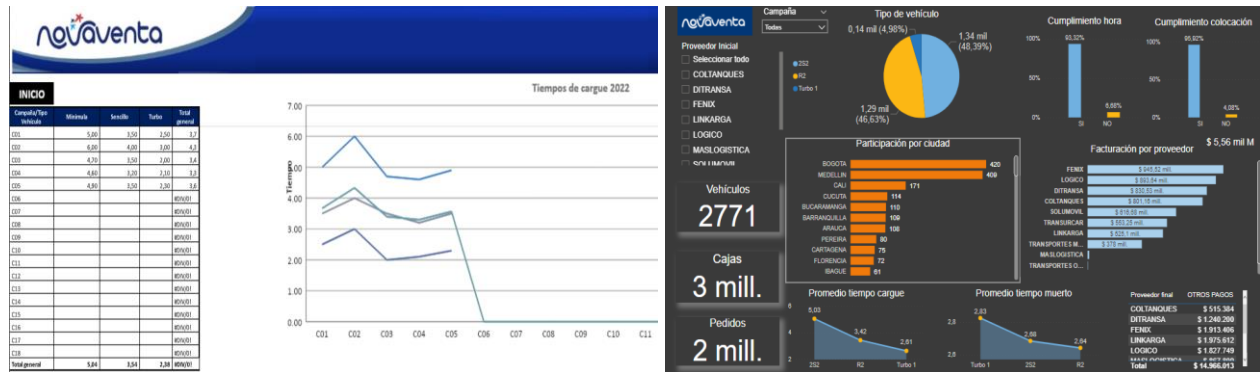 novaventa
INICIO
Tiempos de cargue 2022
Campaña/Tipo Vehículo Minimula Sencillo Turbo Total general
C01 5,00 3,50 2,50 3,7
C02 6,00 4,00 3,00 4,3
C03 4,70 3,50 2,00 3,4
C04 4,60 3,20 2,10 3,3
C05 4,90 3,50 2,30 3,6
C06 #DIV/0!
C07 #DIV/0!
C08 #DIV/0!
C09 #DIV/0!
C10 #DIV/0!
C11 #DIV/0!
C12 #DIV/0!
C13 #DIV/0!
C14 #DIV/0!
C15 #DIV/0!
C16 #DIV/0!
C17 #DIV/0!
C18 #DIV/0!
Total general 5,04 3,54 2,38 #DIV/0!
Tiempo
7.00
6.00
5.00
4.00
3.00
2.00
1.00
0.00
C01 C02 C03 C04 C05 C06 C07 C08 C09 C10 C11
novaventa
Campaña
Todas
Proveedor Inicial
Seleccionar todo
COLTANQUES
DITRANSA
FENIX
LINKARGA
LOGICO
MASLOGISTICA
SOLUMOVIL
Vehículos
2771
Cajas
3 mill.
Pedidos
2 mill.
Tipo de vehículo
0,14 mil (4,98%)
1,34 mil
(48,39%)
1,29 mil
(46,63%)
2S2
R2
Turbo 1
Cumplimiento hora
100%
50%
0%
93,32%
6,68%
SI NO
Cumplimiento colocación
100%
50%
0%
95,92%
4,08%
SI NO
Participación por ciudad
BOGOTA 420
MEDELLIN 409
CALI 171
CUCUTA 114
BUCARAMANGA 110
BARRANQUILLA 109
ARAUCA 108
PEREIRA 80
CARTAGENA 75
FLORENCIA 72
IBAGUE 61
$ 5,56 mil M
Facturación por proveedor
FENIX
LOGICO
DITRANSA
COLTANQUES
SOLUMOVIL
TRANSURCAR
LINKARGA
TRANSPORTES M...
$ 378 mill.
MASLOGISTICA
TRANSPORTES O...
Promedio tiempo cargue
6
4
2
5,03
3,42
2,61
2S2 R2 Turbo 1
Promedio tiempo muerto
2,8
2,6
2,83
2,68
2,64
Turbo 1 2S2 R2
Proveedor final OTROS PAGOS
COLTANQUES $ 515.384
DITRANSA $ 1.240.200
FENIX $ 1.913.406
LINKARGA $ 1.975.612
LOGICO $ 1.827.749
MASLOGISTICA
Total $ 14.966.013